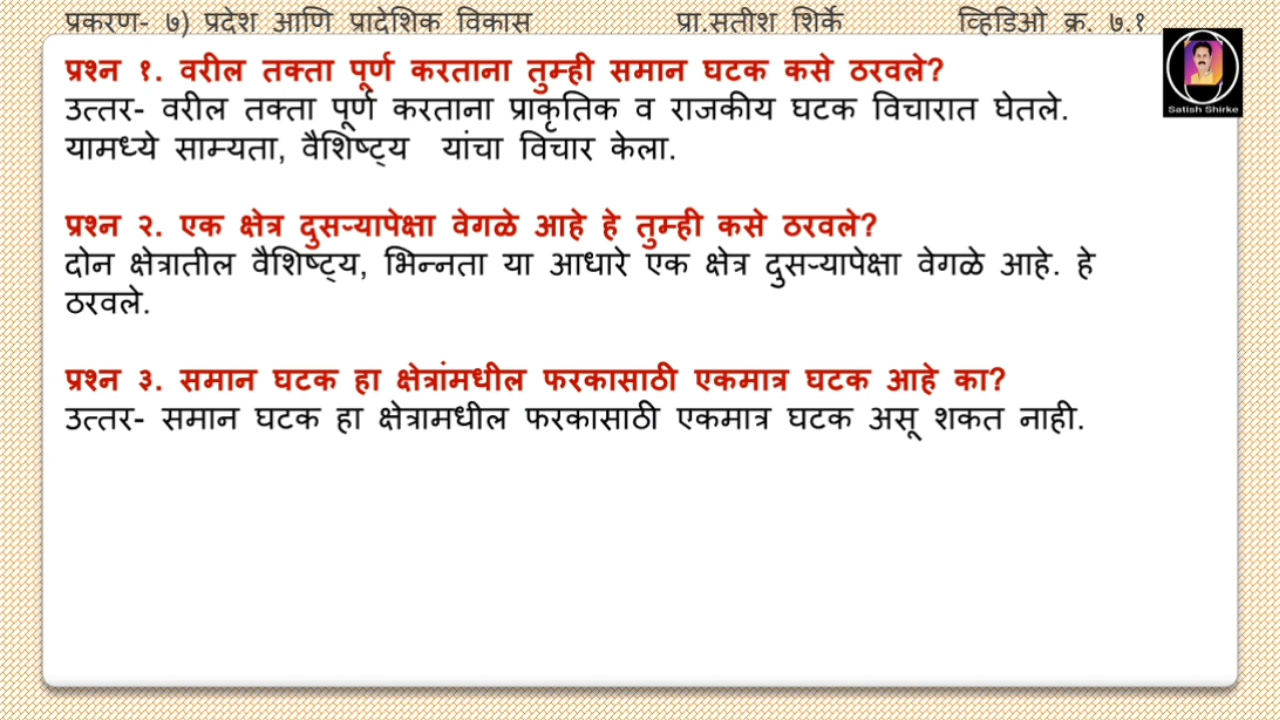 प्रकरण- ७) प्रदेश आणि प्रादेशिक विकास प्रा.सतीश शिर्के व्हिडिओ क्र. ७.१
Satish Shirke
प्रश्न १. वरील तक्ता पूर्ण करताना तुम्ही समान घटक कसे ठरवले?
उत्तर- वरील तक्ता पूर्ण करताना प्राकृतिक व राजकीय घटक विचारात घेतले.
यामध्ये साम्यता, वैशिष्ट्य यांचा विचार केला.
प्रश्न २. एक क्षेत्र दुसऱ्यापेक्षा वेगळे आहे हे तुम्ही कसे ठरवले?
दोन क्षेत्रातील वैशिष्ट्य, भिन्नता या आधारे एक क्षेत्र दुसऱ्यापेक्षा वेगळे आहे. हे
ठरवले.
प्रश्न ३. समान घटक हा क्षेत्रांमधील फरकासाठी एकमात्र घटक आहे का?
उत्तर- समान घटक हा क्षेत्रामधील फरकासाठी एकमात्र घटक असू शकत नाही.